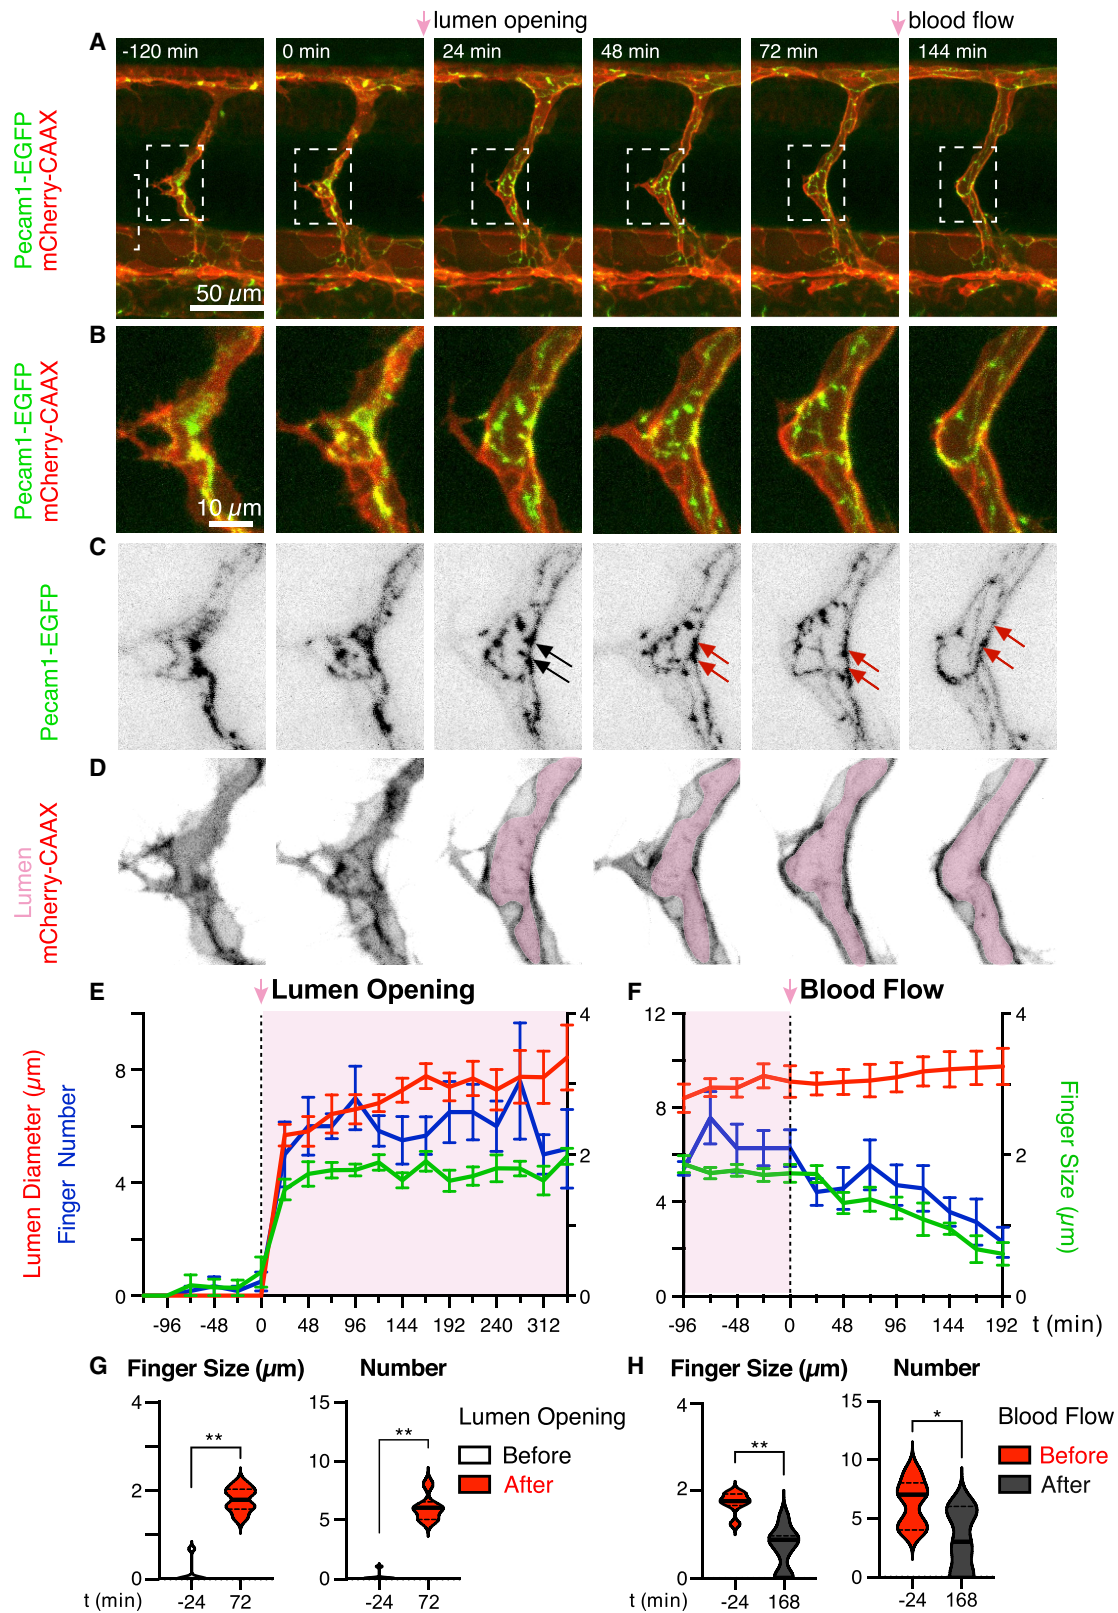 lumen opening
blood flow
A
-120 min
0 min
24 min
48 min
72 min
144 min
Pecam1-EGFP
mCherry-CAAX
50 µm
B
Pecam1-EGFP
mCherry-CAAX
10 µm
C
Pecam1-EGFP
D
Lumen
mCherry-CAAX
E
Lumen Opening
Lumen Diameter (µm)
Finger Number
8
4
0
4
2
0
-96 -48 0 48 96 144 192 240 312
F
Blood Flow
12
8
4
0
4
2
0
Finger Size (µm)
-96 -48 0 48 96 144 192 t (min)
G
Finger Size (µm)
4
2
0
**
t (min) -24 72
Number
15
10
5
0
**
-24 72
Lumen Opening
Before
After
H
Finger Size (µm)
4
2
0
**
t (min) -24 168
Number
15
10
5
0
*
-24 168
Blood Flow
Before
After